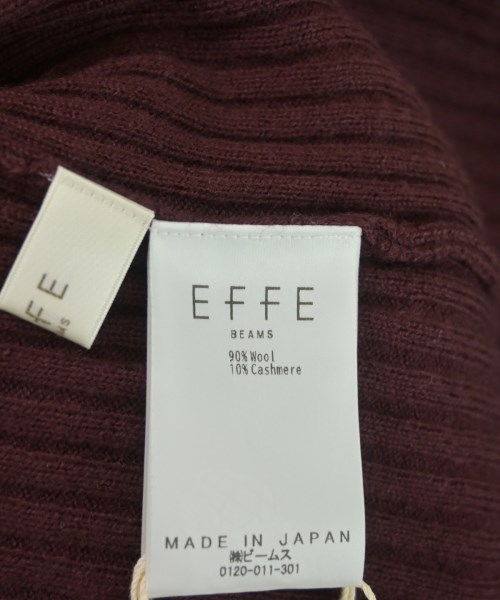 EFFE
BEAMS
90% Wool
10% Cashmere
MADE IN JAPAN
㈱ビームス
0120-011-301